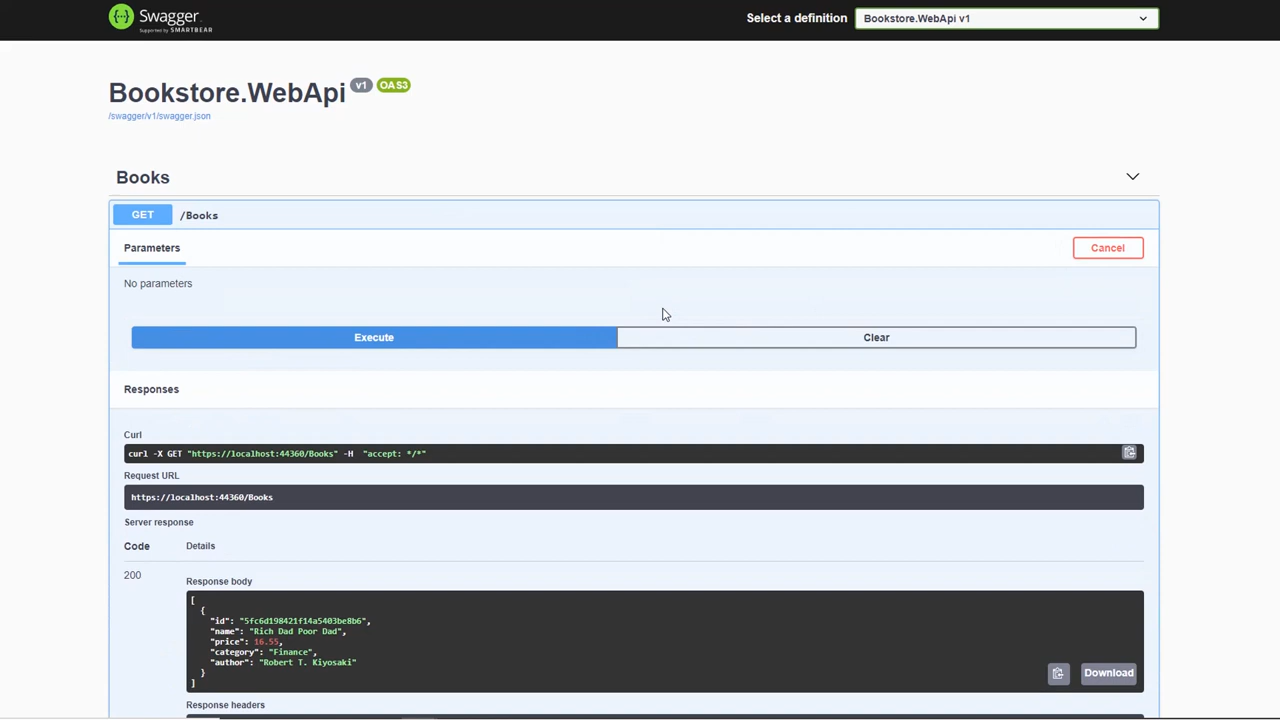 Swagger
Supported by SMARTBEAR
Select a definition
Bookstore.WebApi v1
Bookstore.WebApi v1 OAS3
/swagger/v1/swagger.json
Books
GET /Books
Parameters
Cancel
No parameters
Execute
Clear
Responses
Curl
curl -X GET "https://localhost:44360/Books" -H  "accept: */*"
Request URL
https://localhost:44360/Books
Server response
Code Details
200
Response body
[
{
"id": "5fc6d198421f14a5403be8b6",
"name": "Rich Dad Poor Dad",
"price": 16.55,
"category": "Finance",
"author": "Robert T. Kiyosaki"
}
]
Download
Response headers